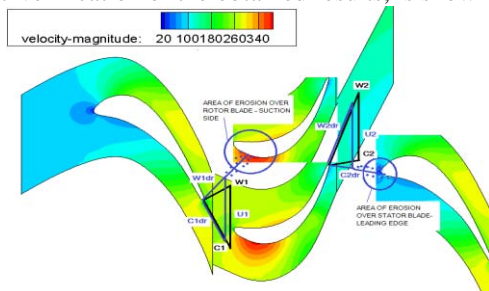 velocity-magnitude: 20 100180260340
W2
AREA OF EROSION OVER
ROTOR BLADE - SUCTION
SIDE
W2dr
U2
C2
C2dr
W1dr
W1
U1
C1dr
C1
AREA OF EROSION
OVER STATOR BLADE-
LEADING EDGE